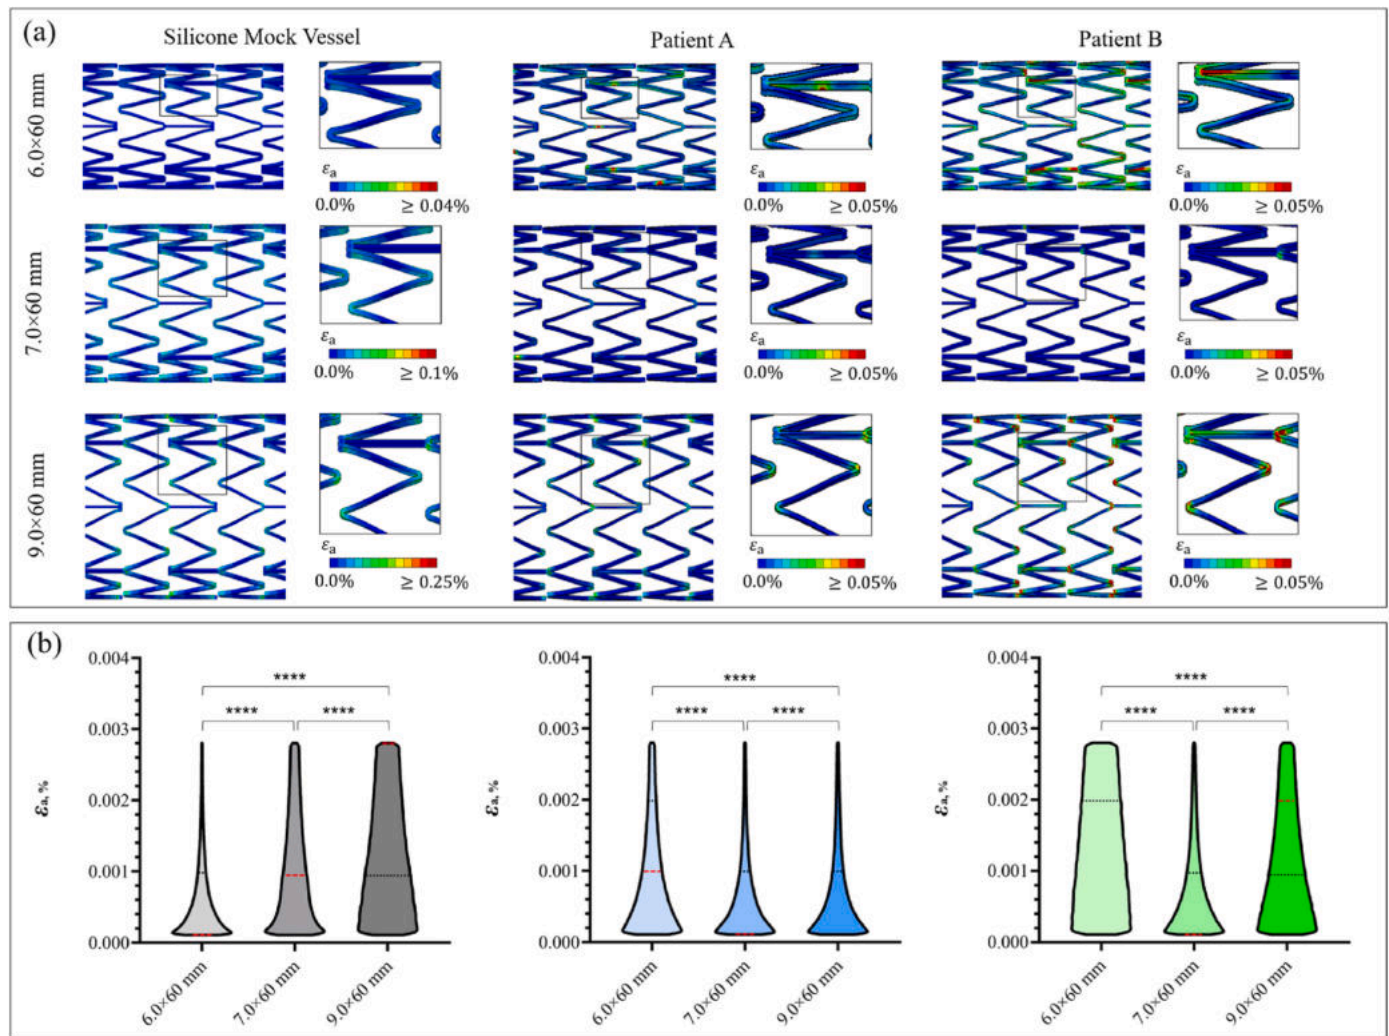 (a)
Silicone Mock Vessel
Patient A
Patient B
6.0×60 mm
εa
0.0% ≥ 0.04%
εa
0.0% ≥ 0.05%
εa
0.0% ≥ 0.05%
7.0×60 mm
εa
0.0% ≥ 0.1%
εa
0.0% ≥ 0.05%
εa
0.0% ≥ 0.05%
9.0×60 mm
εa
0.0% ≥ 0.25%
εa
0.0% ≥ 0.05%
εa
0.0% ≥ 0.05%
(b)
εa, %
0.004
0.003
0.002
0.001
0.000
****
**** ****
6.0×60 mm
7.0×60 mm
9.0×60 mm
εa, %
0.004
0.003
0.002
0.001
0.000
****
**** ****
6.0×60 mm
7.0×60 mm
9.0×60 mm
εa, %
0.004
0.003
0.002
0.001
0.000
****
**** ****
6.0×60 mm
7.0×60 mm
9.0×60 mm